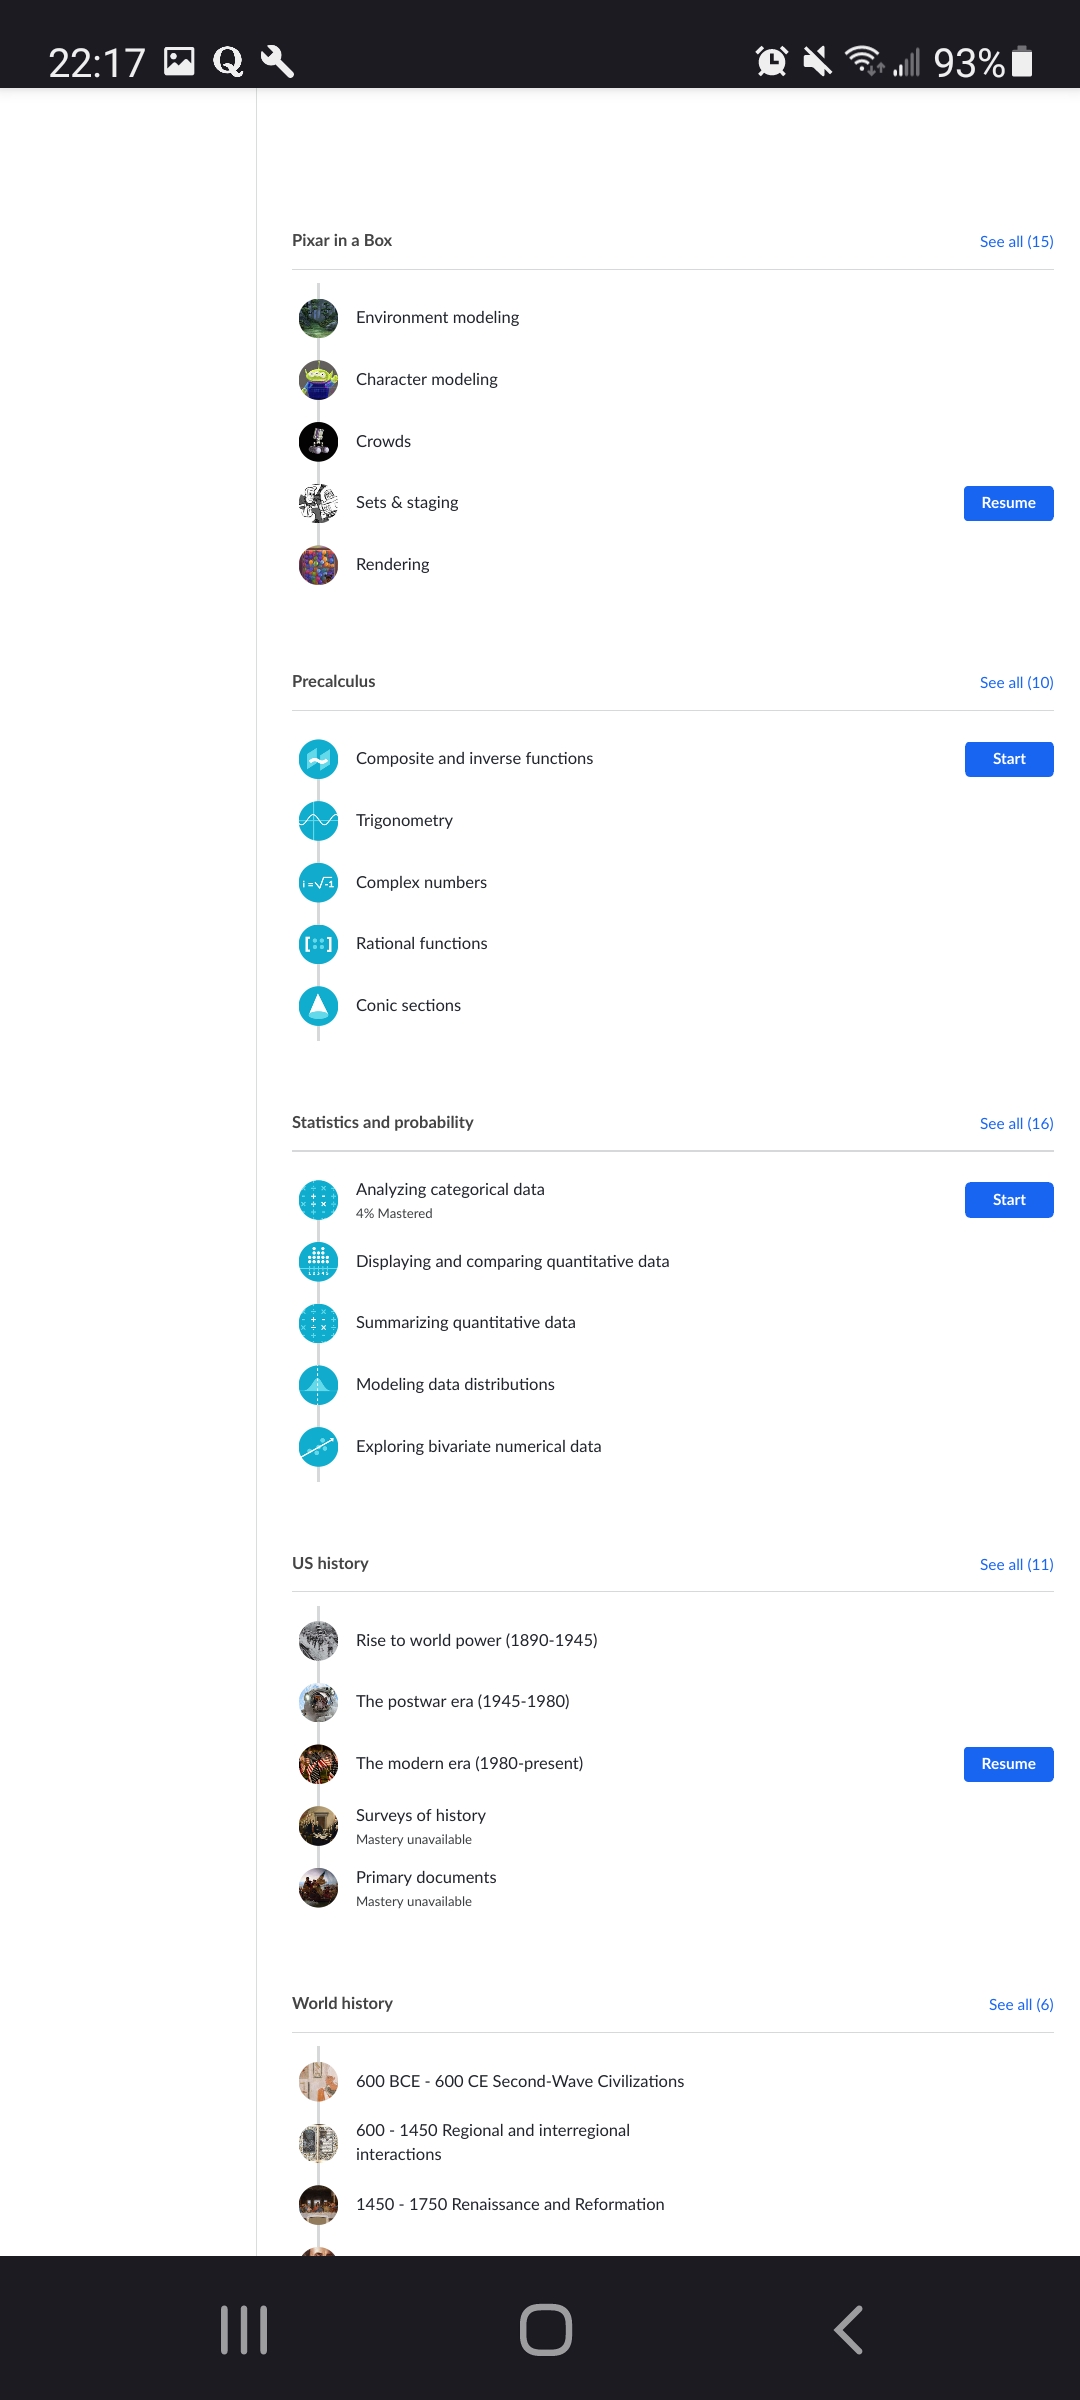 22:17
93%
Pixar in a Box
See all (15)
Environment modeling
Character modeling
Crowds
Sets & staging
Resume
Rendering
Precalculus
See all (10)
Composite and inverse functions
Start
Trigonometry
i = √-1
Complex numbers
Rational functions
Conic sections
Statistics and probability
See all (16)
Analyzing categorical data
4% Mastered
Start
Displaying and comparing quantitative data
Summarizing quantitative data
Modeling data distributions
Exploring bivariate numerical data
US history
See all (11)
Rise to world power (1890-1945)
The postwar era (1945-1980)
The modern era (1980-present)
Resume
Surveys of history
Mastery unavailable
Primary documents
Mastery unavailable
World history
See all (6)
600 BCE - 600 CE Second-Wave Civilizations
600 - 1450 Regional and interregional
interactions
1450 - 1750 Renaissance and Reformation